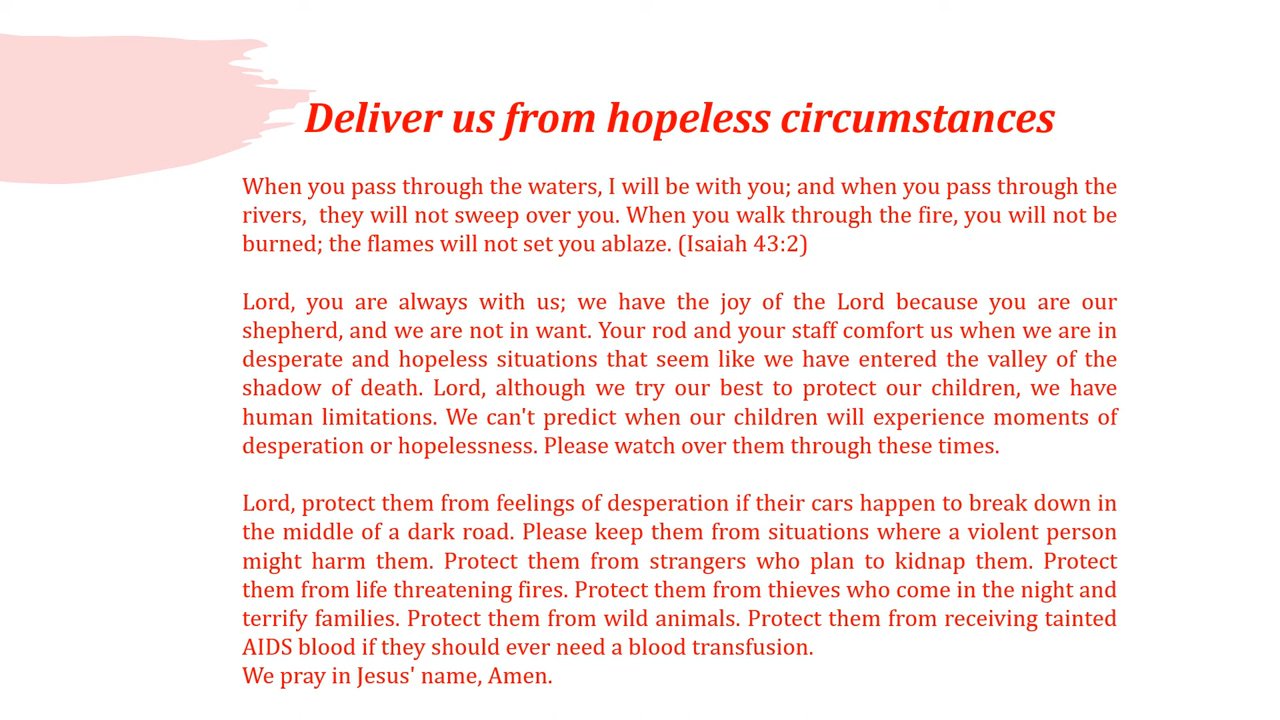 Deliver us from hopeless circumstances
When you pass through the waters, I will be with you; and when you pass through the
rivers,  they will not sweep over you. When you walk through the fire, you will not be
burned; the flames will not set you ablaze. (Isaiah 43:2)
Lord, you are always with us; we have the joy of the Lord because you are our
shepherd, and we are not in want. Your rod and your staff comfort us when we are in
desperate and hopeless situations that seem like we have entered the valley of the
shadow of death. Lord, although we try our best to protect our children, we have
human limitations. We can't predict when our children will experience moments of
desperation or hopelessness. Please watch over them through these times.
Lord, protect them from feelings of desperation if their cars happen to break down in
the middle of a dark road. Please keep them from situations where a violent person
might harm them. Protect them from strangers who plan to kidnap them. Protect
them from life threatening fires. Protect them from thieves who come in the night and
terrify families. Protect them from wild animals. Protect them from receiving tainted
AIDS blood if they should ever need a blood transfusion.
We pray in Jesus' name, Amen.